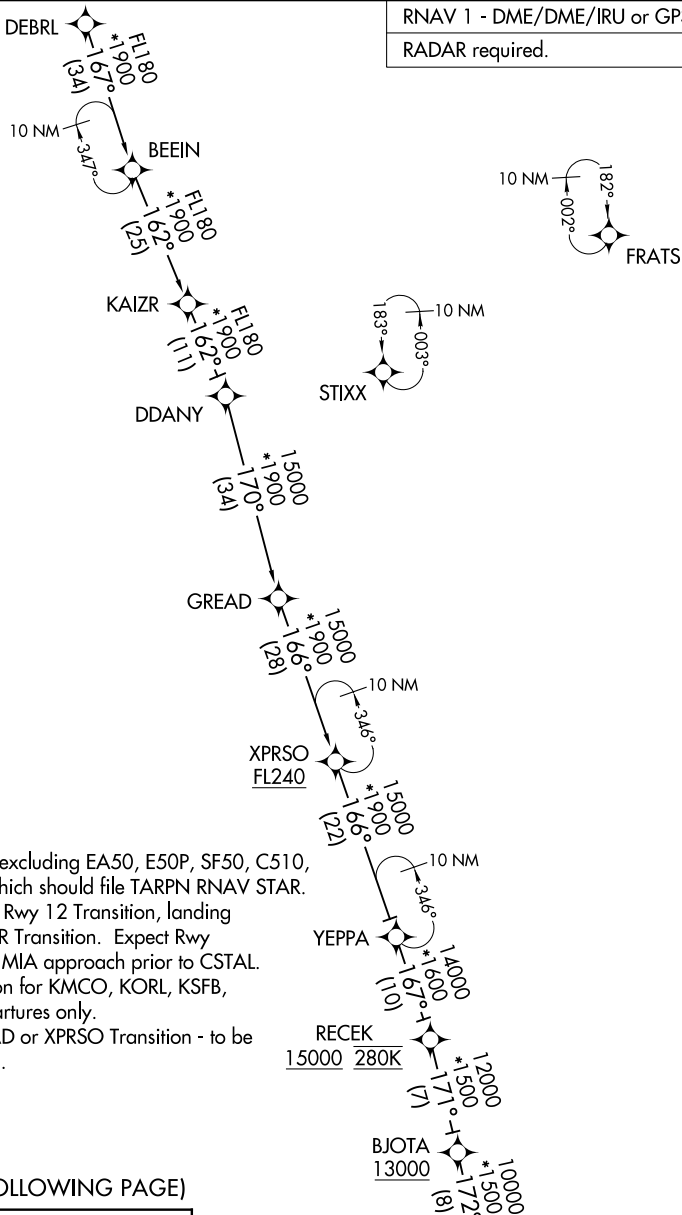 RNAV 1 - DME/DME/IRU or GPS
RADAR required.
DEBRL
FL180
*1900
167°
(34)
10 NM
347°
BEEIN
FL180
*1900
162°
(25)
10 NM
182°
002°
FRATS
KAIZR
FL180
*1900
162°
(11)
10 NM
183°
003°
STIXX
DDANY
15000
*1900
170°
(34)
GREAD
15000
*1900
166°
(28)
10 NM
346°
XPRSO
FL240
15000
*1900
166°
(22)
10 NM
346°
excluding EA50, E50P, SF50, C510,
which should file TARPN RNAV STAR.
Rwy 12 Transition, landing
R Transition. Expect Rwy
MIA approach prior to CSTAL.
on for KMCO, KORL, KSFB,
artures only.
AD or XPRSO Transition - to be
.
YEPPA
14000
*1600
167°
(10)
RECEK
15000 280K
12000
*1500
171°
(7)
BJOTA
13000
10000
*1500
172°
(8)
OLLOWING PAGE)